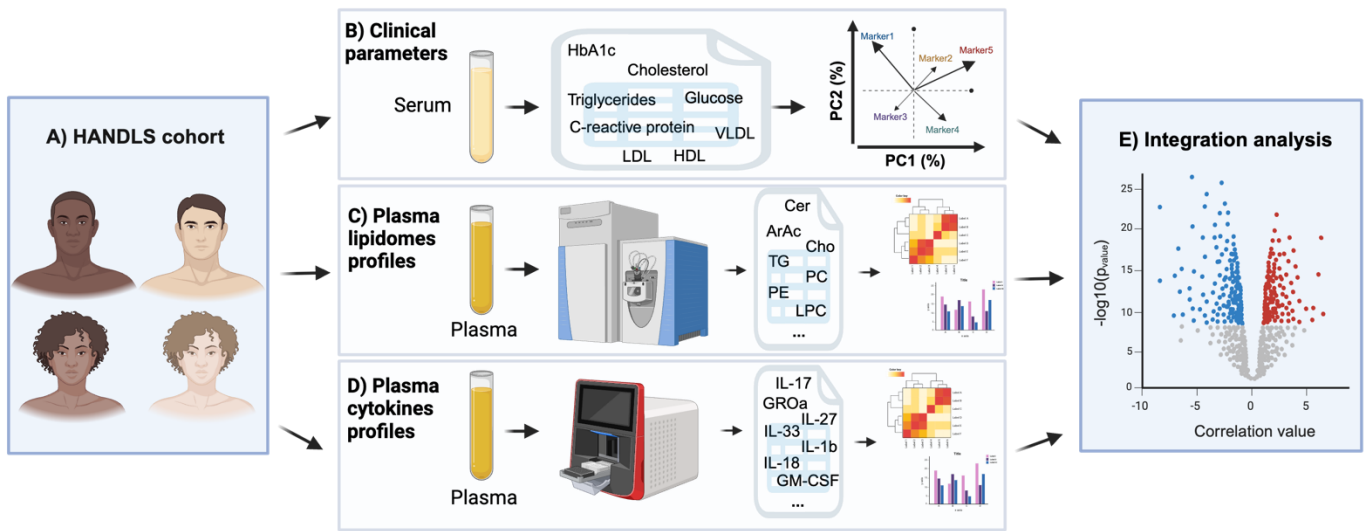 A) HANDLS cohort
B) Clinical
parameters
Serum
HbA1c
Cholesterol
Triglycerides Glucose
C-reactive protein VLDL
LDL HDL
PC2 (%)
PC1 (%)
Marker1
Marker2
Marker5
Marker3
Marker4
C) Plasma
lipidomes
profiles
Plasma
Cer
ArAc
Cho
TG
PC
PE
LPC
...
Title
D) Plasma
cytokines
profiles
Plasma
IL-17
GROa
IL-27
IL-33
IL-1b
IL-18
GM-CSF
...
Title
E) Integration analysis
-log10(pvalue)
25
20
15
10
5
0
-10 -5 0 5
Correlation value